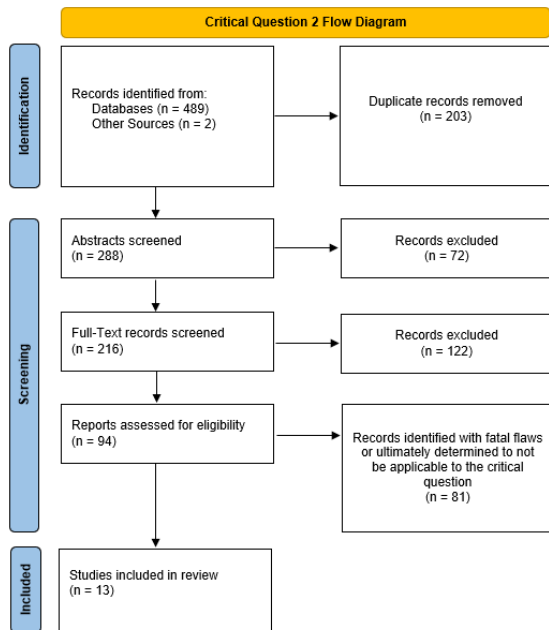 Critical Question 2 Flow Diagram
Identification
Records identified from:
Databases (n = 489)
Other Sources (n = 2)
Duplicate records removed
(n = 203)
Screening
Abstracts screened
(n = 288)
Records excluded
(n = 72)
Full-Text records screened
(n = 216)
Records excluded
(n = 122)
Reports assessed for eligibility
(n = 94)
Records identified with fatal flaws
or ultimately determined to not
be applicable to the critical
question
(n = 81)
Included
Studies included in review
(n = 13)